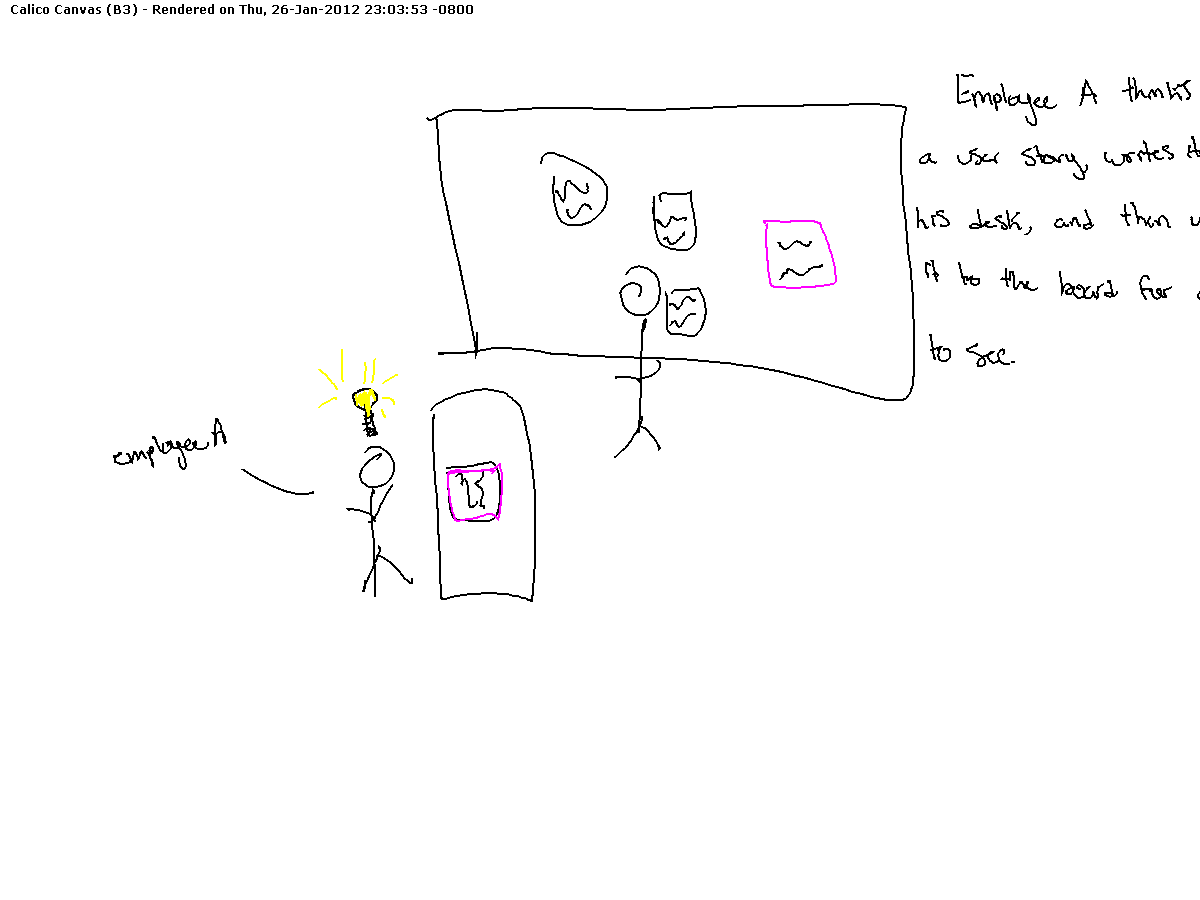 Calico Canvas (B3) - Rendered on Thu, 26-Jan-2012 23:03:53 -0800
Employee A thinks
a user story, writes it
his desk, and then
it to the board for
to see.
employee A